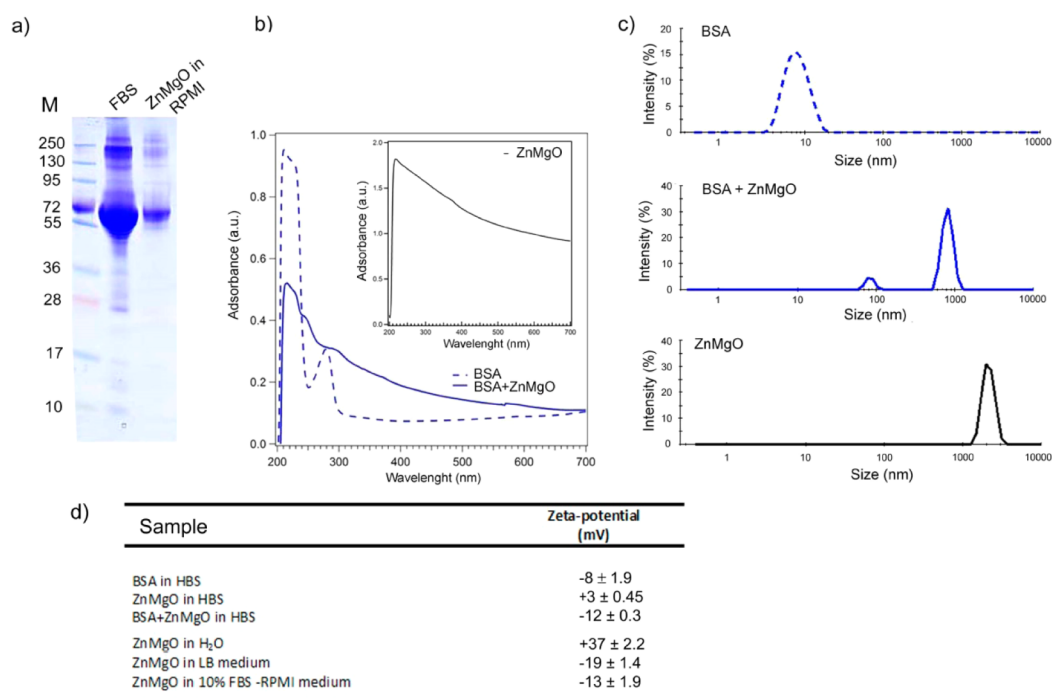 a)
M
FBS
ZnMgO in
RPMI
250
130
95
72
55
36
28
17
10
b)
Adsorbance (a.u.)
1.0
0.8
0.6
0.4
0.2
0.0
200 300 400 500 600 700
Wavelenght (nm)
BSA
BSA+ZnMgO
ZnMgO
Absorbance (a.u.)
2.0
1.5
1.0
0.5
0.0
200 300 400 500 600 700
Wavelenght (nm)
c)
BSA
Intensity (%)
20
15
10
5
0
1 10 100 1000 10000
Size (nm)
BSA + ZnMgO
Intensity (%)
40
30
20
10
0
1 10 100 1000 10000
Size (nm)
ZnMgO
Intensity (%)
40
30
20
10
0
1 10 100 1000 10000
Size (nm)
d)
Sample Zeta-potential
(mV)
BSA in HBS -8 ± 1.9
ZnMgO in HBS +3 ± 0.45
BSA+ZnMgO in HBS -12 ± 0.3
ZnMgO in H₂O +37 ± 2.2
ZnMgO in LB medium -19 ± 1.4
ZnMgO in 10% FBS -RPMI medium -13 ± 1.9